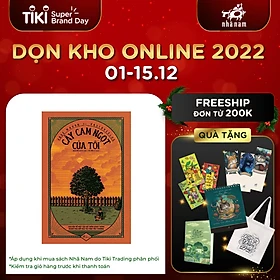 TIKI Super Brand Day
nhã nam
DỌN KHO ONLINE 2022
01-15.12
FREESHIP
ĐƠN TỪ 200K
QUÀ TẶNG
CÂY CAM NGỌT
CỦA TÔI
*Áp dụng khi mua sách Nhã Nam do Tiki Trading phân phối
*Kiểm tra giỏ hàng trước khi thanh toán